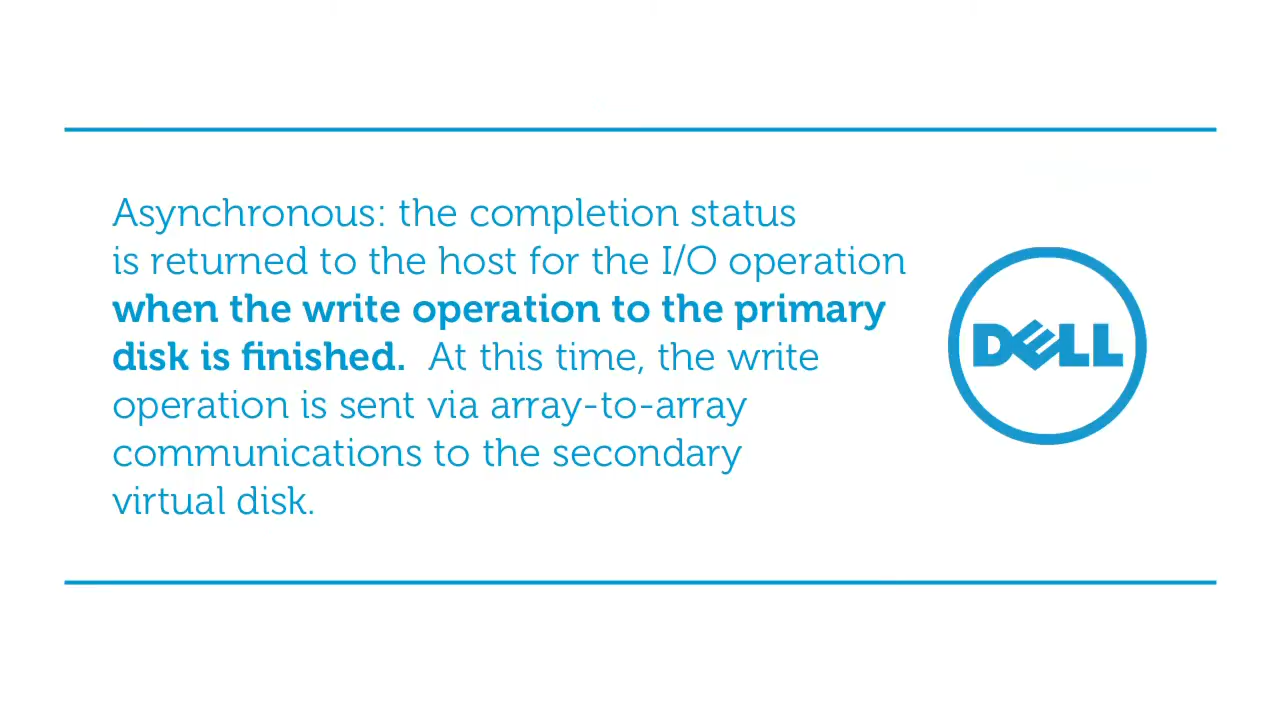 Asynchronous: the completion status
is returned to the host for the I/O operation
when the write operation to the primary
disk is finished.  At this time, the write
operation is sent via array-to-array
communications to the secondary
virtual disk.
DELL